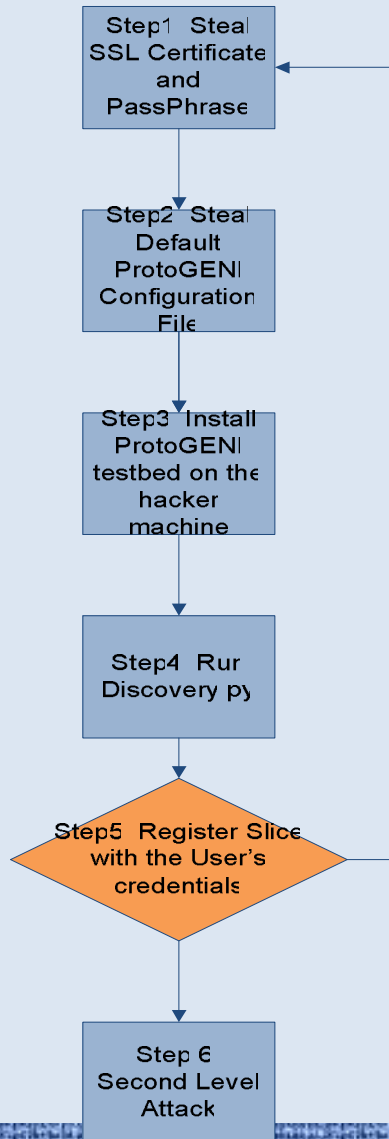 Step1 Steal
SSL Certificate
and
PassPhrase
Step2 Steal
Default
ProtoGENI
Configuration
File
Step3 Install
ProtoGENI
testbed on the
hacker
machine
Step4 Run
Discovery py
Step5 Register Slice
with the User's
credentials
Step 6
Second Level
Attack